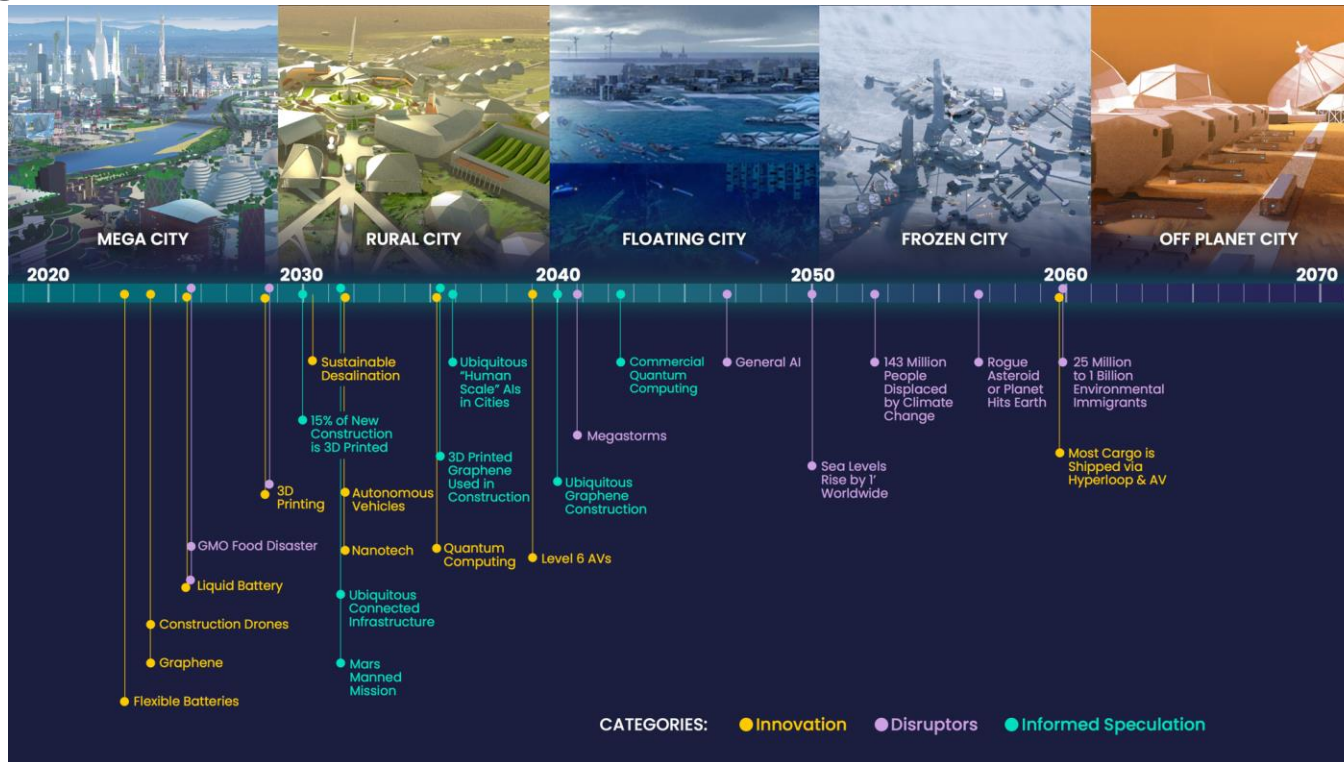 MEGA CITY
RURAL CITY
FLOATING CITY
FROZEN CITY
OFF PLANET CITY
2020
2030
2040
2050
2060
2070
Sustainable
Desalination
Ubiquitous
"Human
Scale" AIs
in Cities
Commercial
Quantum
Computing
General AI
143 Million
People
Displaced
by Climate
Change
Rogue
Asteroid
or Planet
Hits Earth
25 Million
to 1 Billion
Environmental
Immigrants
15% of New
Construction
is 3D Printed
Megastorms
3D Printed
Graphene
Used in
Construction
Most Cargo is
Shipped via
Hyperloop & AV
Sea Levels
Rise by 1'
Worldwide
3D
Printing
Autonomous
Vehicles
Ubiquitous
Graphene
Construction
GMO Food Disaster
Nanotech
Quantum
Computing
Level 6 AVs
Liquid Battery
Ubiquitous
Connected
Infrastructure
Construction Drones
Graphene
Mars
Manned
Mission
Flexible Batteries
CATEGORIES:
Innovation
Disruptors
Informed Speculation